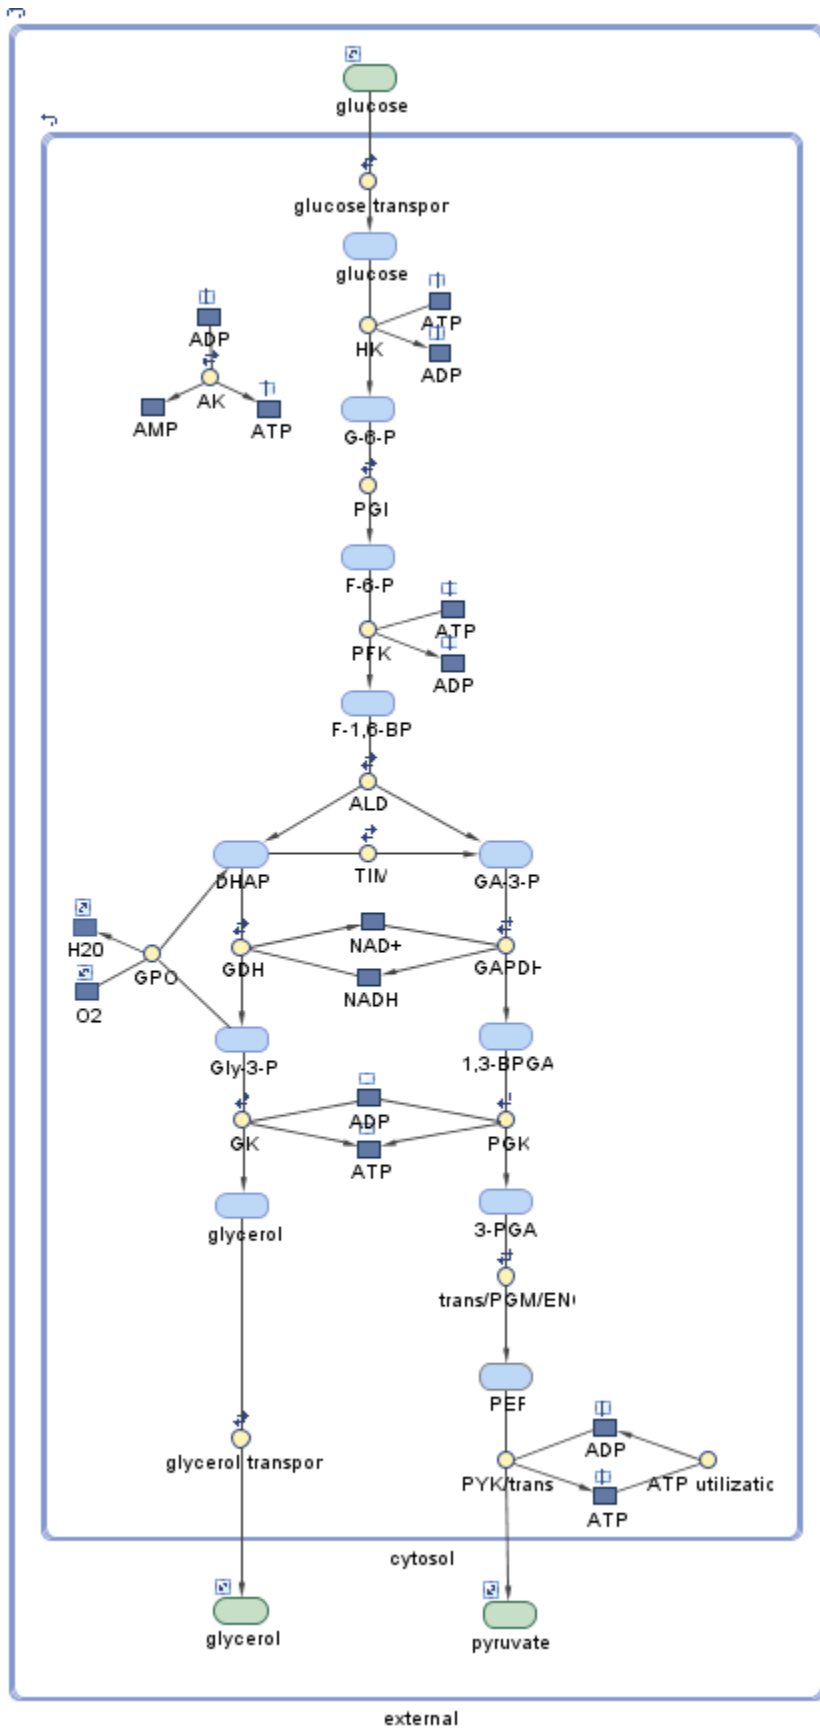 glucose
glucose transpor
glucose
ATP
ADP
HK
ADP
AK
AMP
ATP
G-6-P
PGI
F-6-P
ATP
PFK
ADP
F-1,6-BP
ALD
DHAP
TIM
GA-3-P
H20
GPO
GDH
NAD+
GAPDH
NADH
O2
Gly-3-P
1,3-BPGA
ADP
GK
PGK
ATP
glycerol
3-PGA
trans/PGM/EN
PEP
ADP
glycerol transpor
PYK/trans
ATP utilizatic
ATP
cytosol
glycerol
pyruvate
external